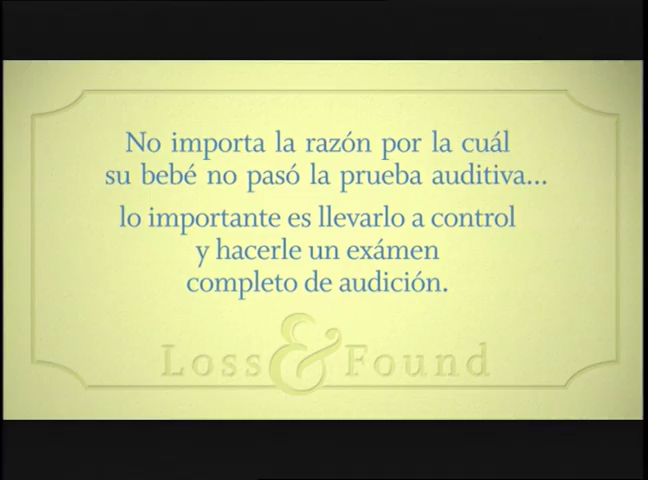 No importa la razón por la cuál
su bebé no pasó la prueba auditiva...
lo importante es llevarlo a control
y hacerle un exámen
completo de audición.
Loss & Found